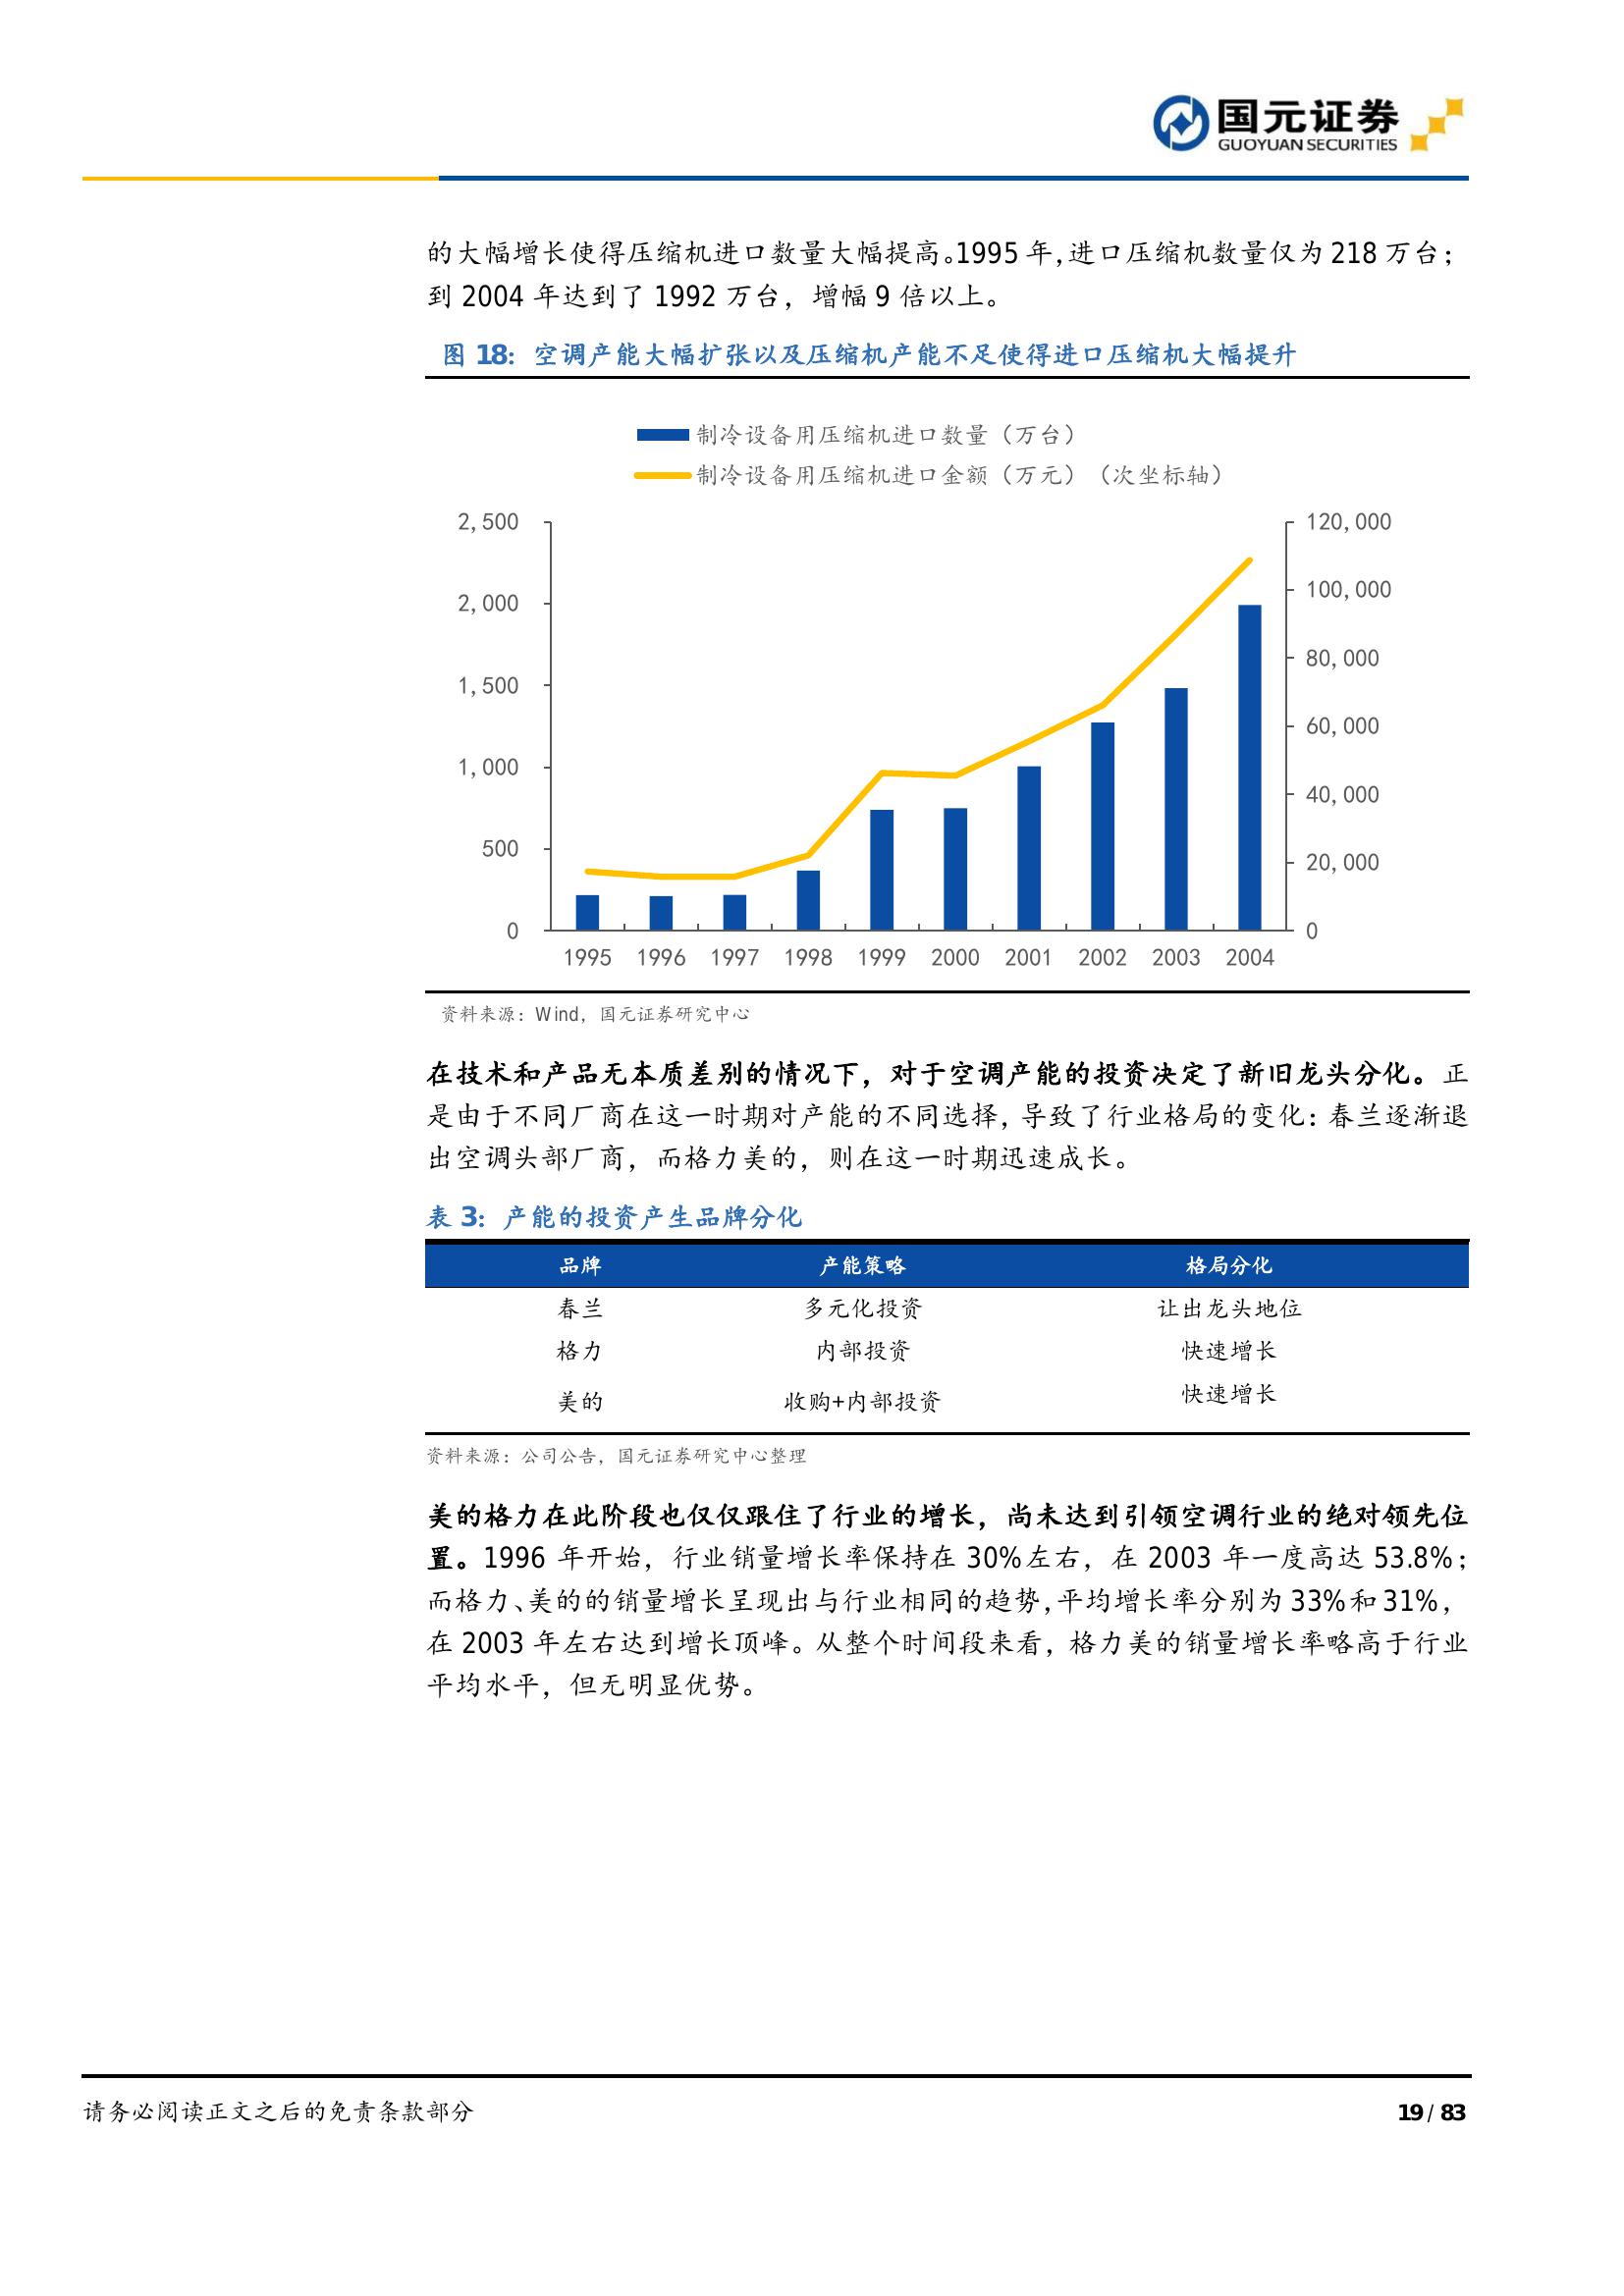 国元证券
GUOYUAN SECURITIES
的大幅增长使得压缩机进口数量大幅提高。1995 年,进口压缩机数量仅为 218 万台;
到 2004 年达到了 1992 万台，增幅 9 倍以上。
图 18：空调产能大幅扩张以及压缩机产能不足使得进口压缩机大幅提升
制冷设备用压缩机进口数量（万台）
制冷设备用压缩机进口金额（万元）（次坐标轴）
2,500
2,000
1,500
1,000
500
0
120,000
100,000
80,000
60,000
40,000
20,000
0
1995 1996 1997 1998 1999 2000 2001 2002 2003 2004
资料来源：Wind，国元证券研究中心
在技术和产品无本质差别的情况下，对于空调产能的投资决定了新旧龙头分化。正
是由于不同厂商在这一时期对产能的不同选择,导致了行业格局的变化：春兰逐渐退
出空调头部厂商，而格力美的，则在这一时期迅速成长。
表 3：产能的投资产生品牌分化
品牌 产能策略 格局分化
春兰 多元化投资 让出龙头地位
格力 内部投资 快速增长
美的 收购+内部投资 快速增长
资料来源：公司公告，国元证券研究中心整理
美的格力在此阶段也仅仅跟住了行业的增长，尚未达到引领空调行业的绝对领先位
置。1996 年开始，行业销量增长率保持在 30%左右，在 2003 年一度高达 53.8%；
而格力、美的的销量增长呈现出与行业相同的趋势,平均增长率分别为 33%和 31%，
在 2003 年左右达到增长顶峰。从整个时间段来看，格力美的销量增长率略高于行业
平均水平，但无明显优势。
请务必阅读正文之后的免责条款部分
19 / 83